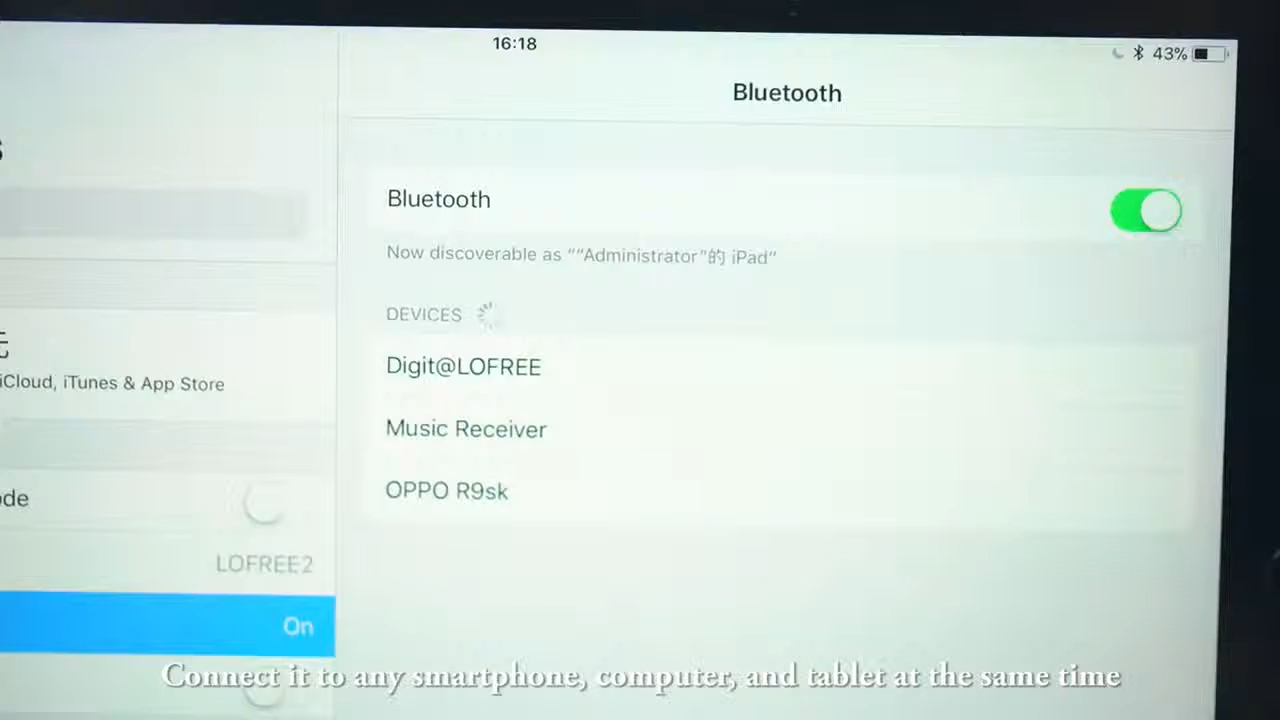 16:18
43%
Bluetooth
Bluetooth
Now discoverable as ““Administrator”的 iPad”
DEVICES
Digit@LOFREE
iCloud, iTunes & App Store
Music Receiver
OPPO R9sk
ode
LOFREE2
On
Connect it to any smartphone, computer, and tablet at the same time